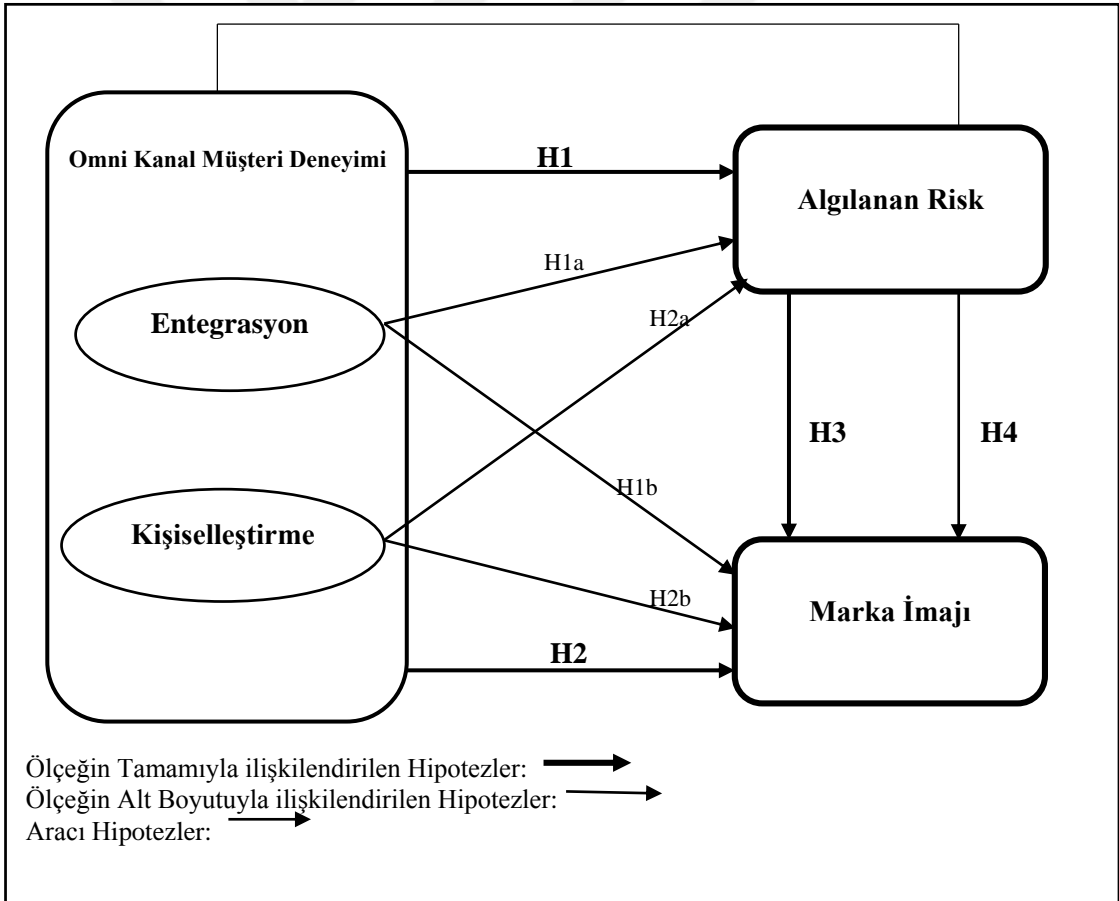 Omni Kanal Müşteri Deneyimi
H1
Algılanan Risk
H1a
Entegrasyon
H2a
H3
H4
H1b
Kişiselleştirme
H2b
Marka İmajı
H2
Ölçeğin Tamamıyla ilişkilendirilen Hipotezler:
Ölçeğin Alt Boyutuyla ilişkilendirilen Hipotezler:
Aracı Hipotezler: